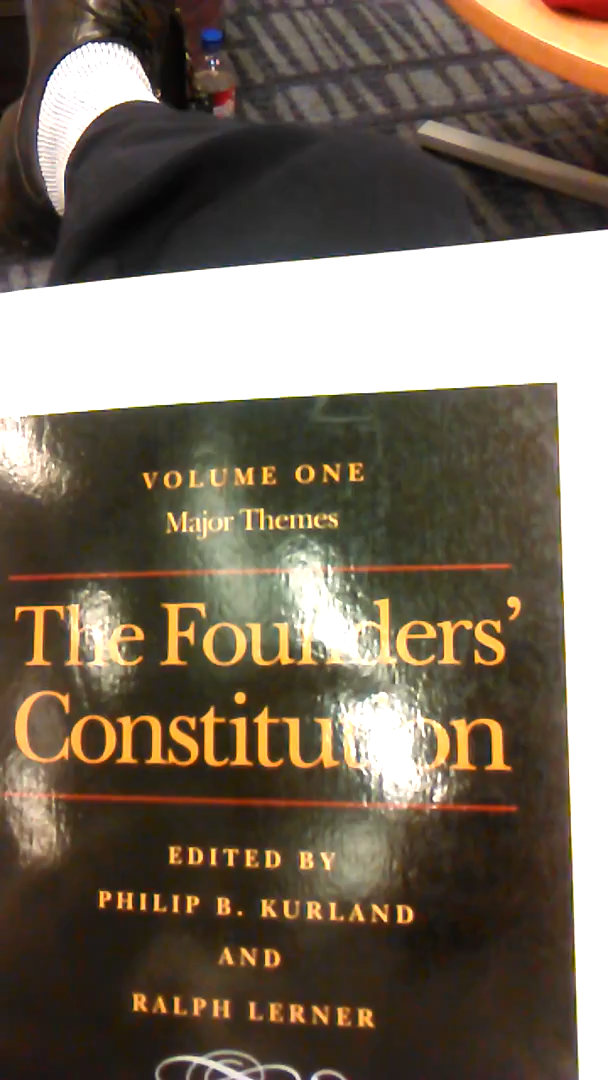 VOLUME ONE
Major Themes
The Founders’
Constitution
EDITED BY
PHILIP B. KURLAND
AND
RALPH LERNER